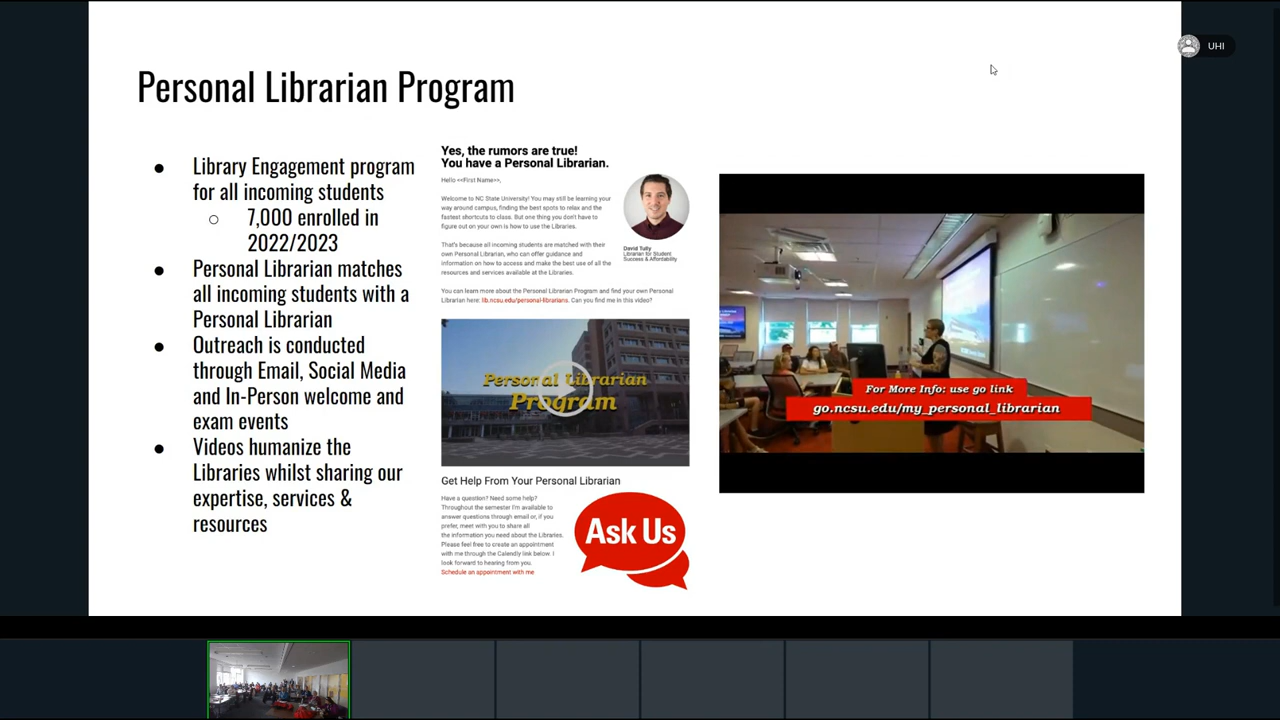 UHI
Personal Librarian Program
● Library Engagement program
for all incoming students
○ 7,000 enrolled in
2022/2023
● Personal Librarian matches
all incoming students with a
Personal Librarian
● Outreach is conducted
through Email, Social Media
and In-Person welcome and
exam events
● Videos humanize the
Libraries whilst sharing our
expertise, services &
resources
Yes, the rumors are true!
You have a Personal Librarian.
Hello <<First Name>>,
Welcome to NC State University! You may still be learning your
way around campus, finding the best spots to relax and the
fastest shortcuts to class. But one thing you don't have to
figure out on your own is how to use the Libraries.
That's because all incoming students are matched with their
own Personal Librarian, who can offer guidance and
information on how to access and make the best use of all the
resources and services available at the Libraries.
You can learn more about the Personal Librarian Program and find your own Personal
Librarian here: lib.ncsu.edu/personal-librarians. Can you find me in this video?
David Tully
Librarian for Student
Success & Affordability
Personal Librarian
Program
Get Help From Your Personal Librarian
Have a question? Need some help?
Throughout the semester I'm available to
answer questions through email or, if you
prefer, meet with you to share all
the information you need about the Libraries.
Please feel free to create an appointment
with me through the Calendly link below. I
look forward to hearing from you.
Schedule an appointment with me
Ask Us
For More Info: use go link
go.ncsu.edu/my_personal_librarian